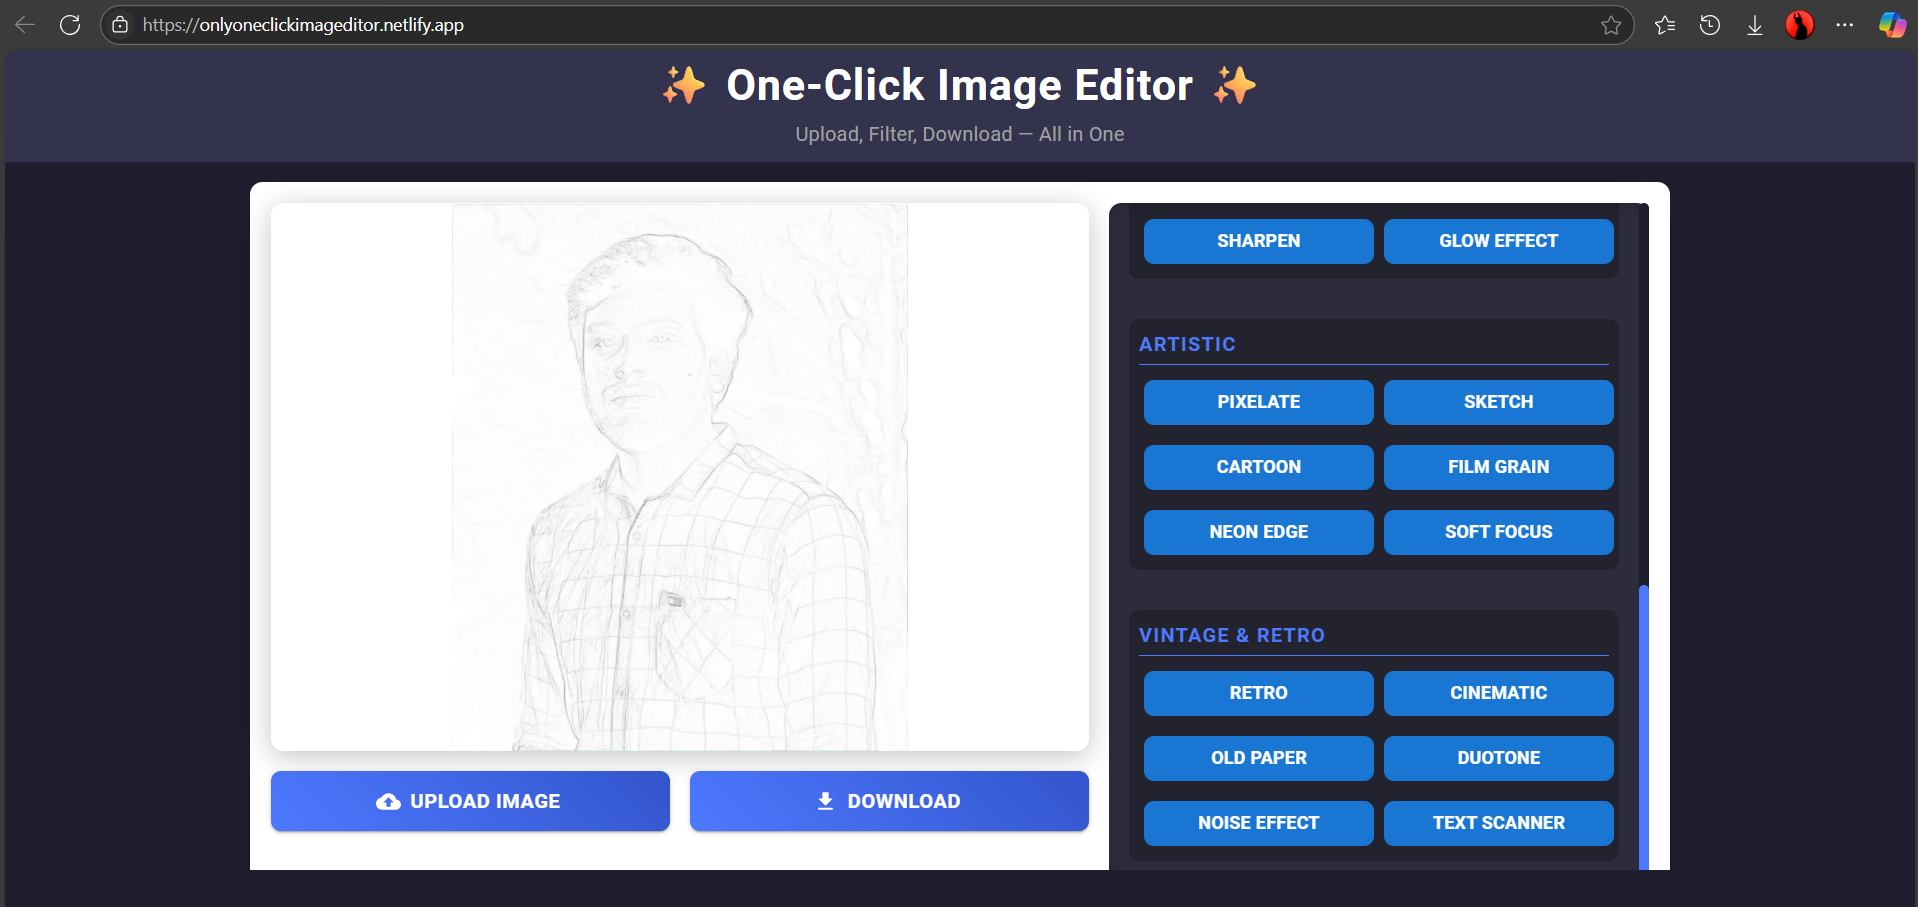 https://onlyoneclickimageditor.netlify.app
✨ One-Click Image Editor ✨
Upload, Filter, Download — All in One
SHARPEN
GLOW EFFECT
ARTISTIC
PIXELATE
SKETCH
CARTOON
FILM GRAIN
NEON EDGE
SOFT FOCUS
VINTAGE & RETRO
RETRO
CINEMATIC
OLD PAPER
DUOTONE
NOISE EFFECT
TEXT SCANNER
UPLOAD IMAGE
DOWNLOAD